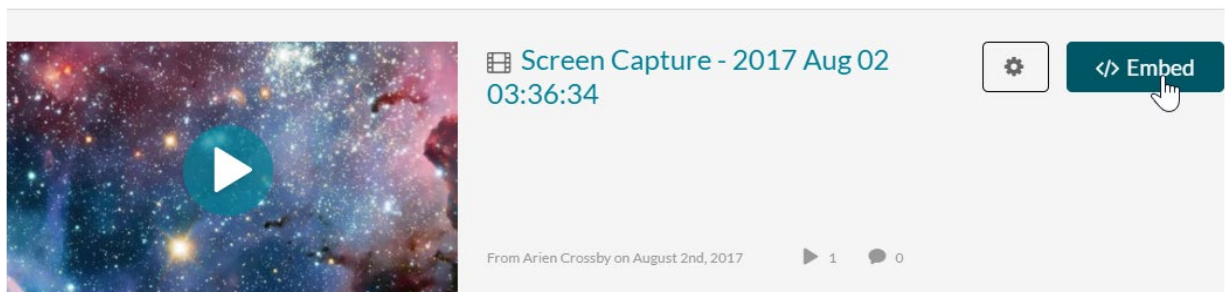 Screen Capture - 2017 Aug 02
03:36:34
</> Embed
From Arien Crossby on August 2nd, 2017 1 0